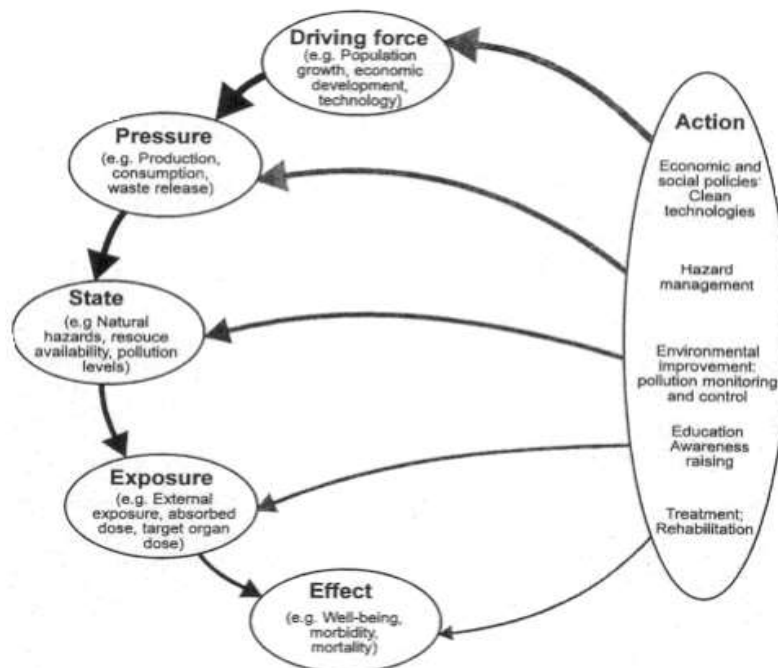 Driving force
(e.g. Population
growth, economic
development,
technology)
Pressure
(e.g. Production,
consumption,
waste release)
State
(e.g Natural
hazards, resouce
availability, pollution
levels)
Exposure
(e.g. External
exposure, absorbed
dose, target organ
dose)
Effect
(e.g. Well-being,
morbidity,
mortality)
Action
Economic and
social policies:
Clean
technologies
Hazard
management
Environmental
improvement:
pollution monitoring
and control
Education
Awareness
raising
Treatment;
Rehabilitation